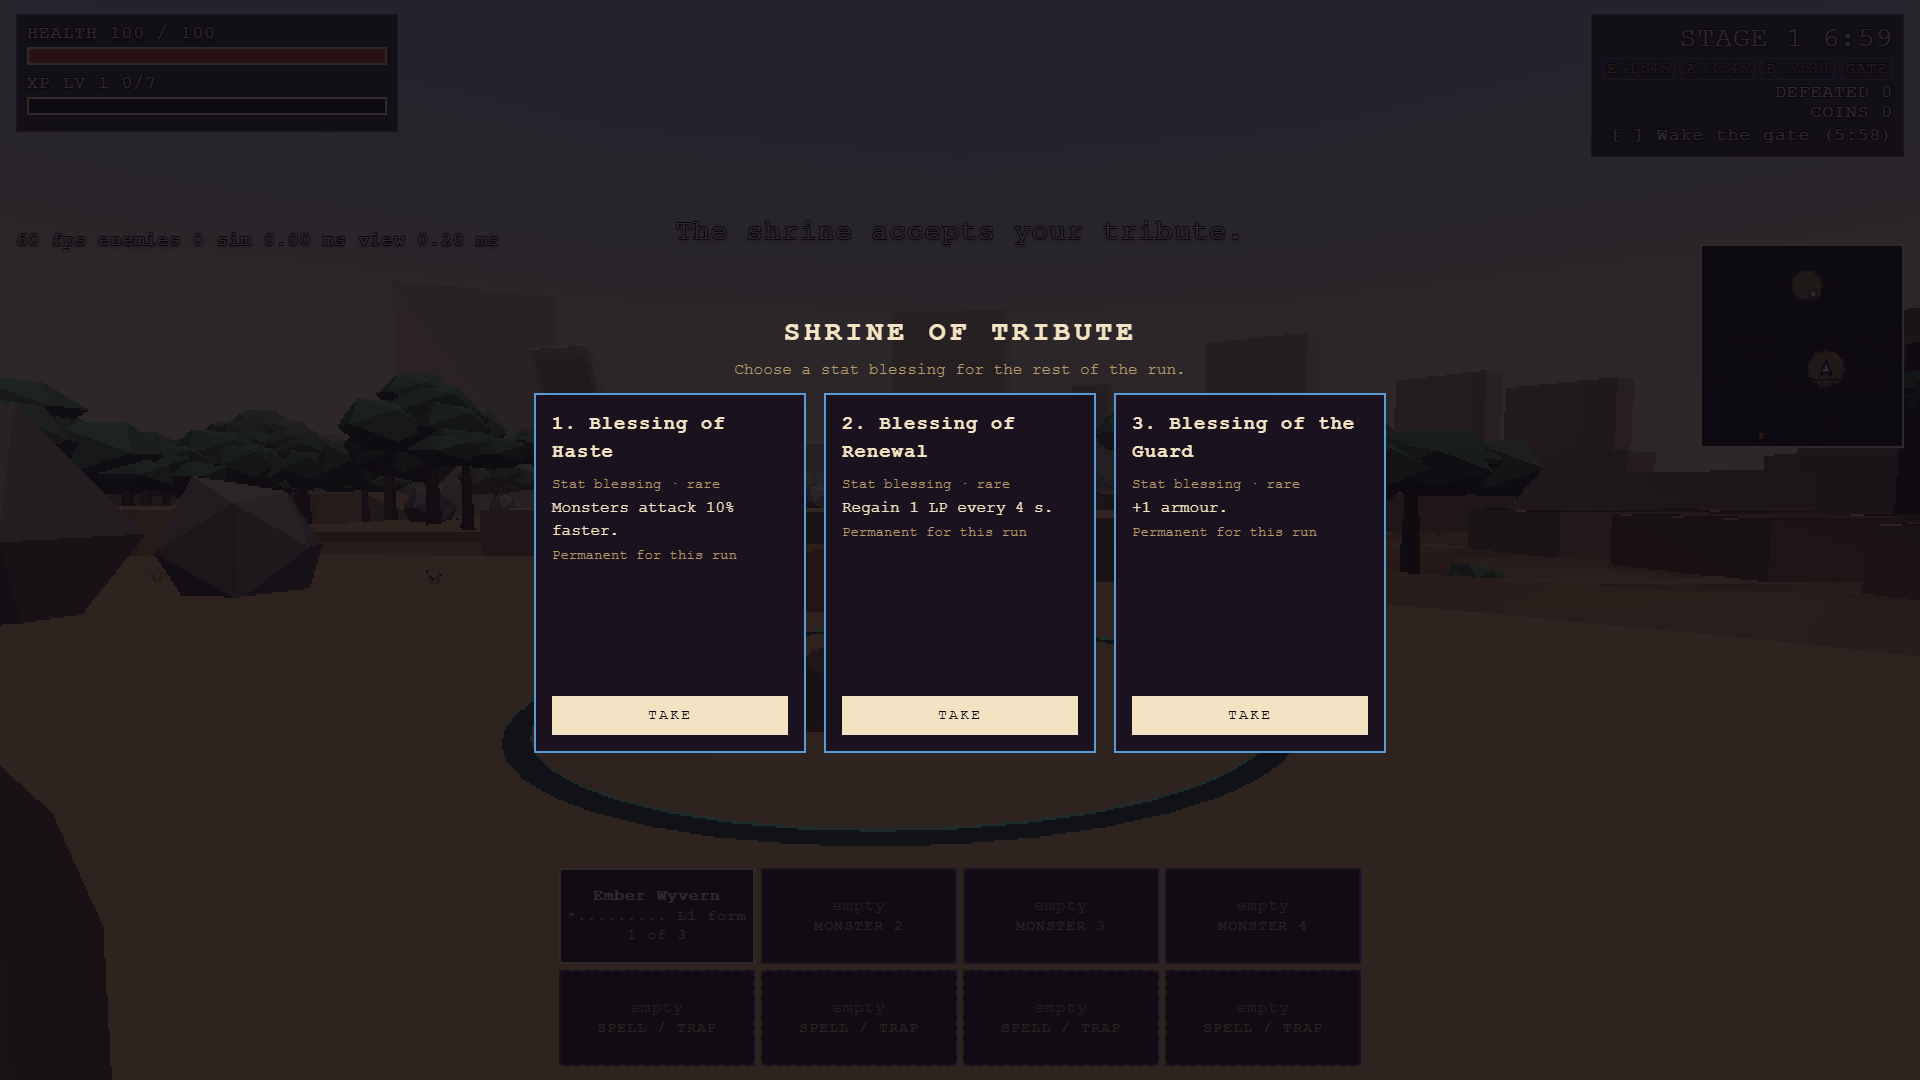 HEALTH 100 / 100
XP LV 1 0/7
STAGE 1 6:59
E 1:45 A 3:45 B 5:30 GATE
DEFEATED 0
COINS 0
[ ] Wake the gate (5:58)
60 fps enemies 0 sim 0.00 ms view 0.20 ms
The shrine accepts your tribute.
SHRINE OF TRIBUTE
Choose a stat blessing for the rest of the run.
1. Blessing of
Haste
Stat blessing · rare
Monsters attack 10%
faster.
Permanent for this run
TAKE
2. Blessing of
Renewal
Stat blessing · rare
Regain 1 LP every 4 s.
Permanent for this run
TAKE
3. Blessing of the
Guard
Stat blessing · rare
+1 armour.
Permanent for this run
TAKE
Ember Wyvern
*......... L1 form
1 of 3
empty
MONSTER 2
empty
MONSTER 3
empty
MONSTER 4
empty
SPELL / TRAP
empty
SPELL / TRAP
empty
SPELL / TRAP
empty
SPELL / TRAP